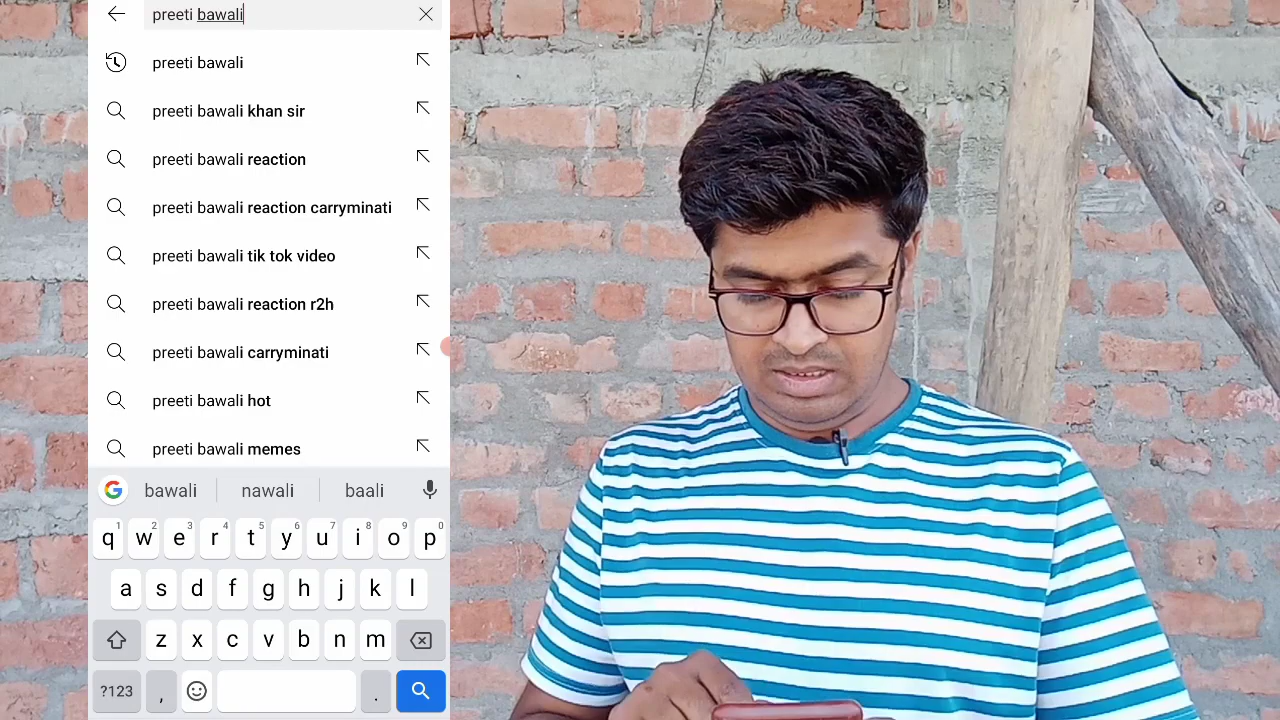 preeti bawali
preeti bawali
preeti bawali khan sir
preeti bawali reaction
preeti bawali reaction carryminati
preeti bawali tik tok video
preeti bawali reaction r2h
preeti bawali carryminati
preeti bawali hot
preeti bawali memes
bawali nawali baali
1 2 3 4 5 6 7 8 9 0
q w e r t y u i o p
a s d f g h j k l
z x c v b n m
?123 , .